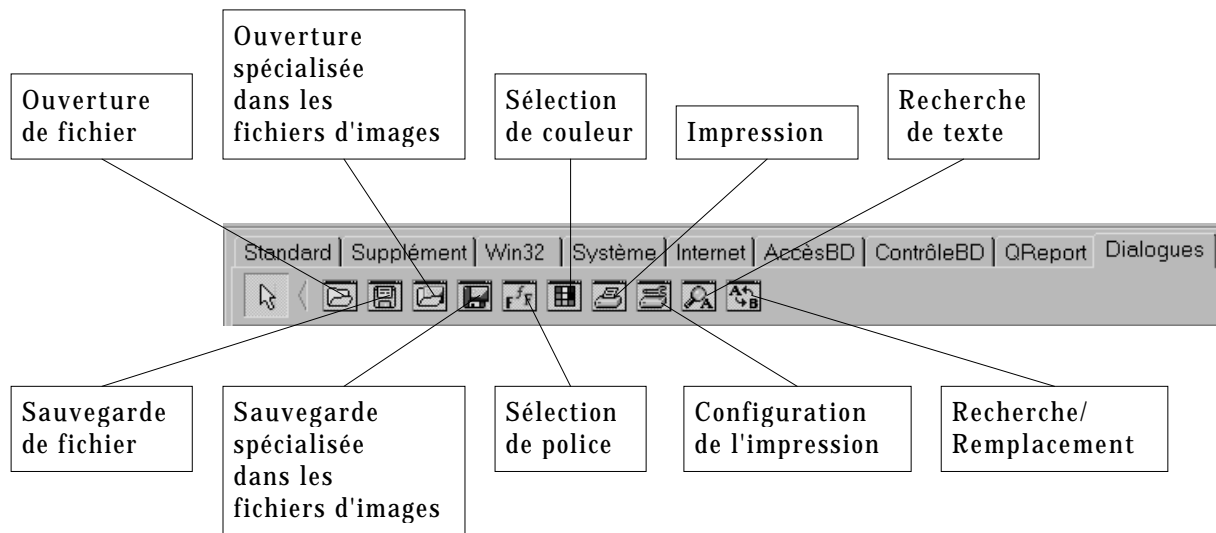 Ouverture
de fichier
Ouverture
spécialisée
dans les
fichiers d'images
Sélection
de couleur
Impression
Recherche
de texte
Standard Supplément Win32 Système Internet AccèsBD ContrôleBD QReport Dialogues
Sauvegarde
de fichier
Sauvegarde
spécialisée
dans les
fichiers d'images
Sélection
de police
Configuration
de l'impression
Recherche/
Remplacement